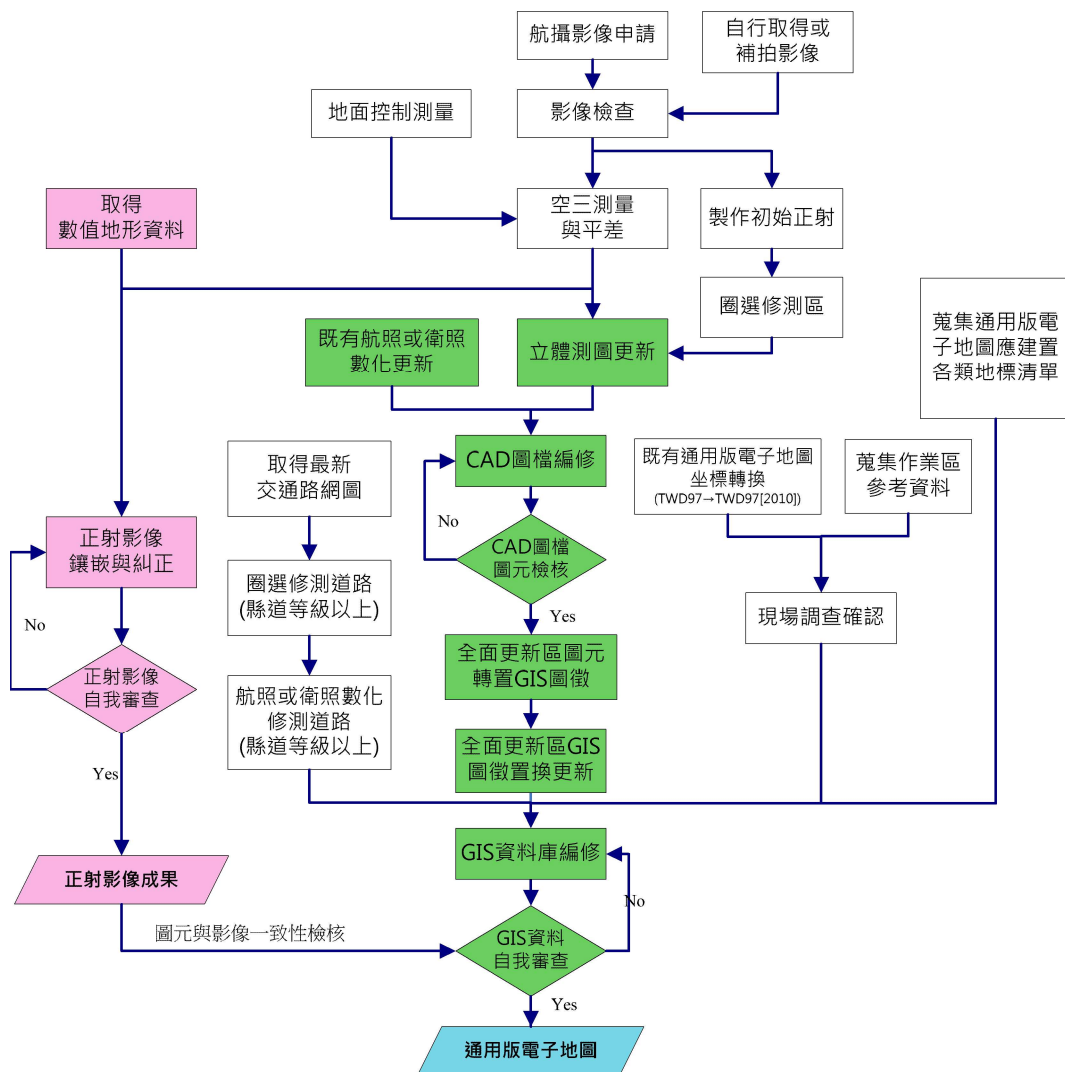 航攝影像申請
自行取得或
補拍影像
地面控制測量
影像檢查
取得
數值地形資料
空三測量
與平差
製作初始正射
圈選修測區
蒐集通用版電
子地圖應建置
各類地標清單
既有航照或衛照
數化更新
立體測圖更新
取得最新
交通路網圖
CAD圖檔編修
既有通用版電子地圖
坐標轉換
(TWD97→TWD97[2010])
蒐集作業區
參考資料
No
正射影像
鑲嵌與糾正
CAD圖檔
圖元檢核
圈選修測道路
(縣道等級以上)
現場調查確認
No
Yes
全面更新區圖元
轉置GIS圖徵
正射影像
自我審查
航照或衛照數化
修測道路
(縣道等級以上)
全面更新區GIS
圖徵置換更新
Yes
GIS資料庫編修
正射影像成果
No
圖元與影像一致性檢核
GIS資料
自我審查
Yes
通用版電子地圖